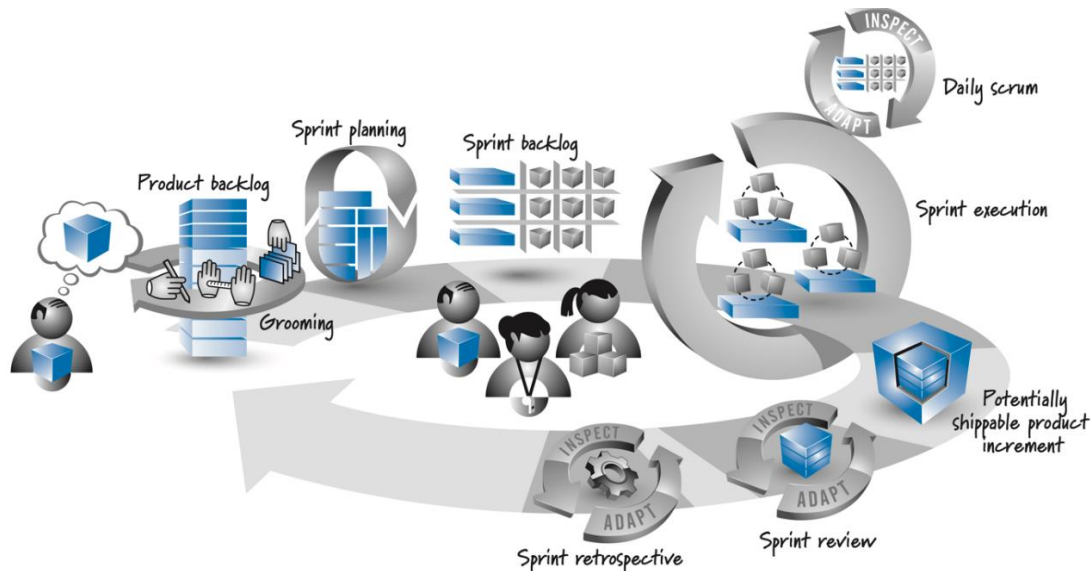 INSPECT
ADAPT
Daily scrum
Sprint planning
Sprint backlog
Product backlog
Sprint execution
Grooming
Potentially
shippable product
increment
INSPECT
ADAPT
Sprint review
INSPECT
ADAPT
Sprint retrospective